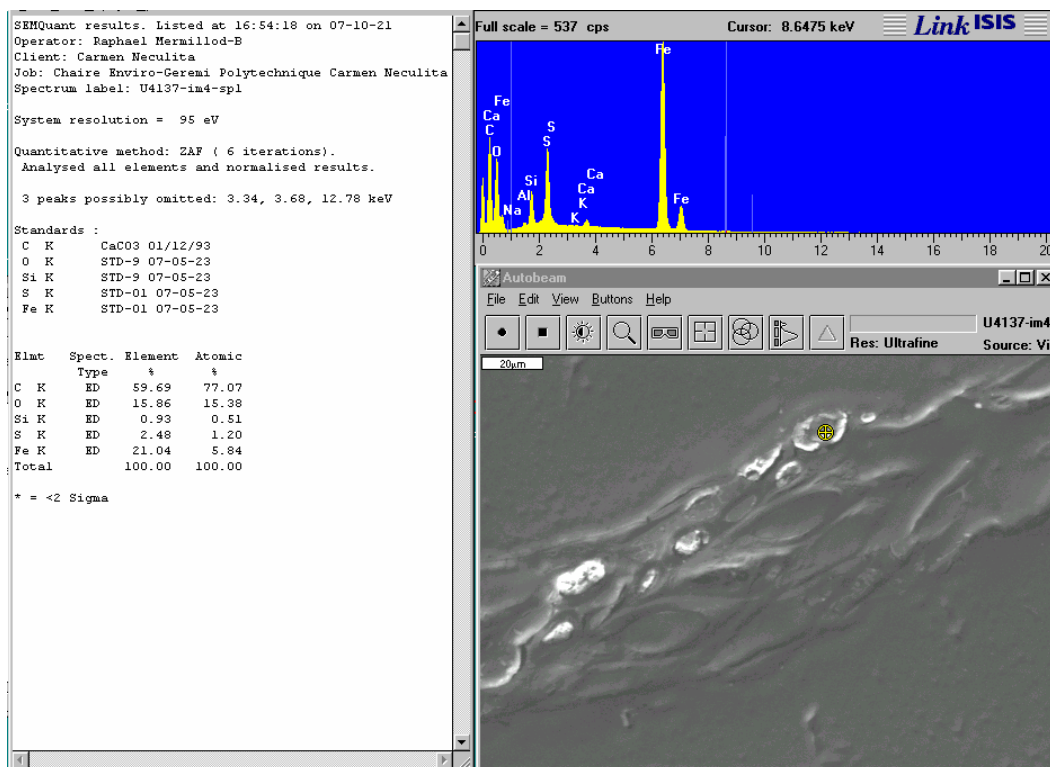 SEMQuant results. Listed at 16:54:18 on 07-10-21
Operator: Raphael Mermillod-B
Client: Carmen Neculita
Job: Chaire Enviro-Geremi Polytechnique Carmen Neculita
Spectrum label: U4137-im4-sp1
System resolution = 95 eV
Quantitative method: ZAF ( 6 iterations).
Analysed all elements and normalised results.
3 peaks possibly omitted: 3.34, 3.68, 12.78 keV
Standards :
C K CaCO3 01/12/93
O K STD-9 07-05-23
Si K STD-9 07-05-23
S K STD-01 07-05-23
Fe K STD-01 07-05-23
Elmt Spect. Element Atomic
Type % %
C K ED 59.69 77.07
O K ED 15.86 15.38
Si K ED 0.93 0.51
S K ED 2.48 1.20
Fe K ED 21.04 5.84
Total 100.00 100.00
* = <2 Sigma
Full scale = 537 cps Cursor: 8.6475 keV Link ISIS
Fe
Fe
Ca
C
O
S
S
Si
Al
Na
Ca
Ca
K
K
Fe
0 2 4 6 8 10 12 14 16 18 20
Autobeam
File Edit View Buttons Help
U4137-im4
Res: Ultrafine Source: Vi
20µm